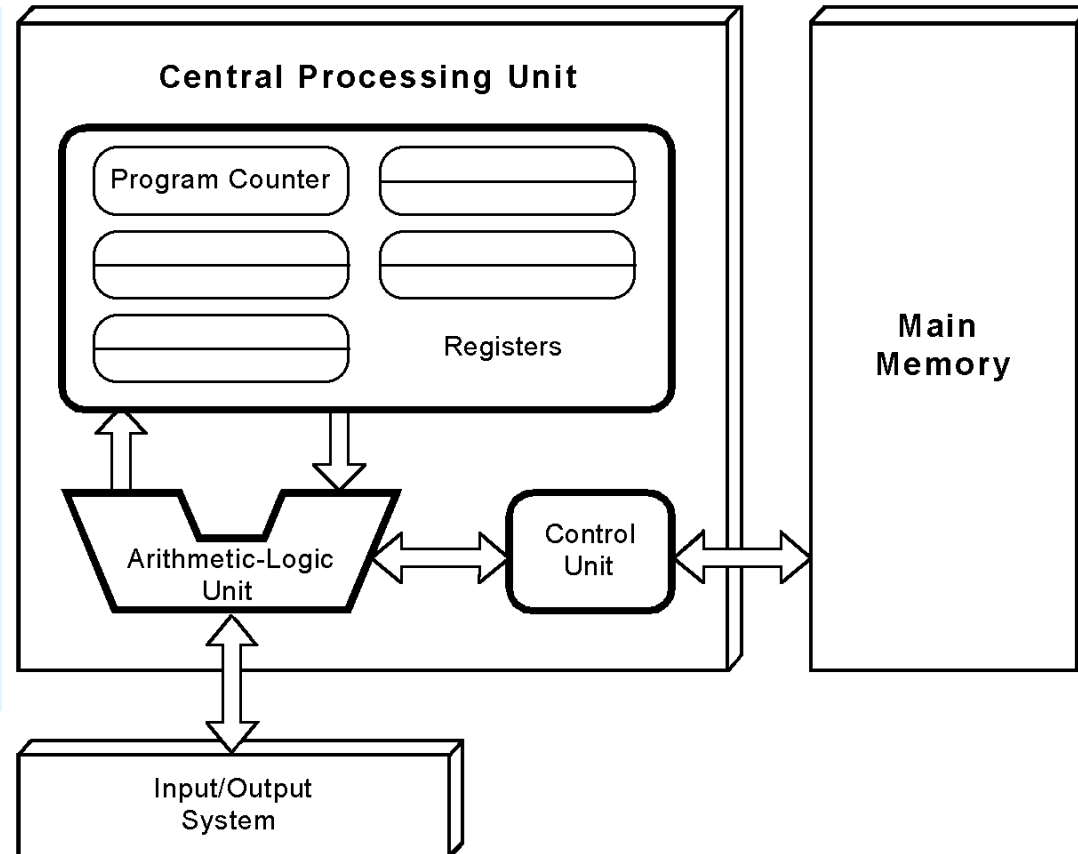 Central Processing Unit
Program Counter
Registers
Main
Memory
Arithmetic-Logic
Unit
Control
Unit
Input/Output
System